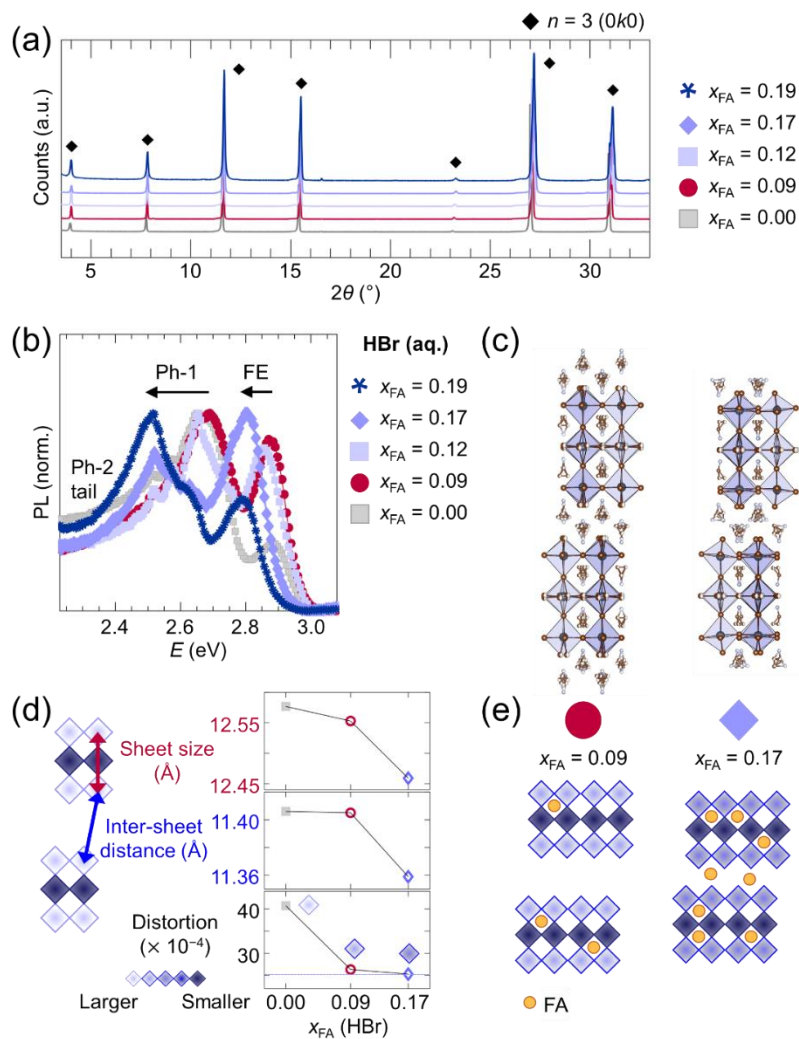 (a)
◆ n = 3 (0k0)
Counts (a.u.)
5 10 15 20 25 30
2θ (°)
xFA = 0.19
xFA = 0.17
xFA = 0.12
xFA = 0.09
xFA = 0.00
(b)
Ph-1
FE
Ph-2
tail
PL (norm.)
2.4 2.6 2.8 3.0
E (eV)
HBr (aq.)
xFA = 0.19
xFA = 0.17
xFA = 0.12
xFA = 0.09
xFA = 0.00
(c)
(d)
Sheet size
(Å)
Inter-sheet
distance (Å)
Distortion
(× 10⁻⁴)
Larger Smaller
12.55
12.45
11.40
11.36
40
30
0.00 0.09 0.17
xFA (HBr)
(e)
xFA = 0.09
xFA = 0.17
FA